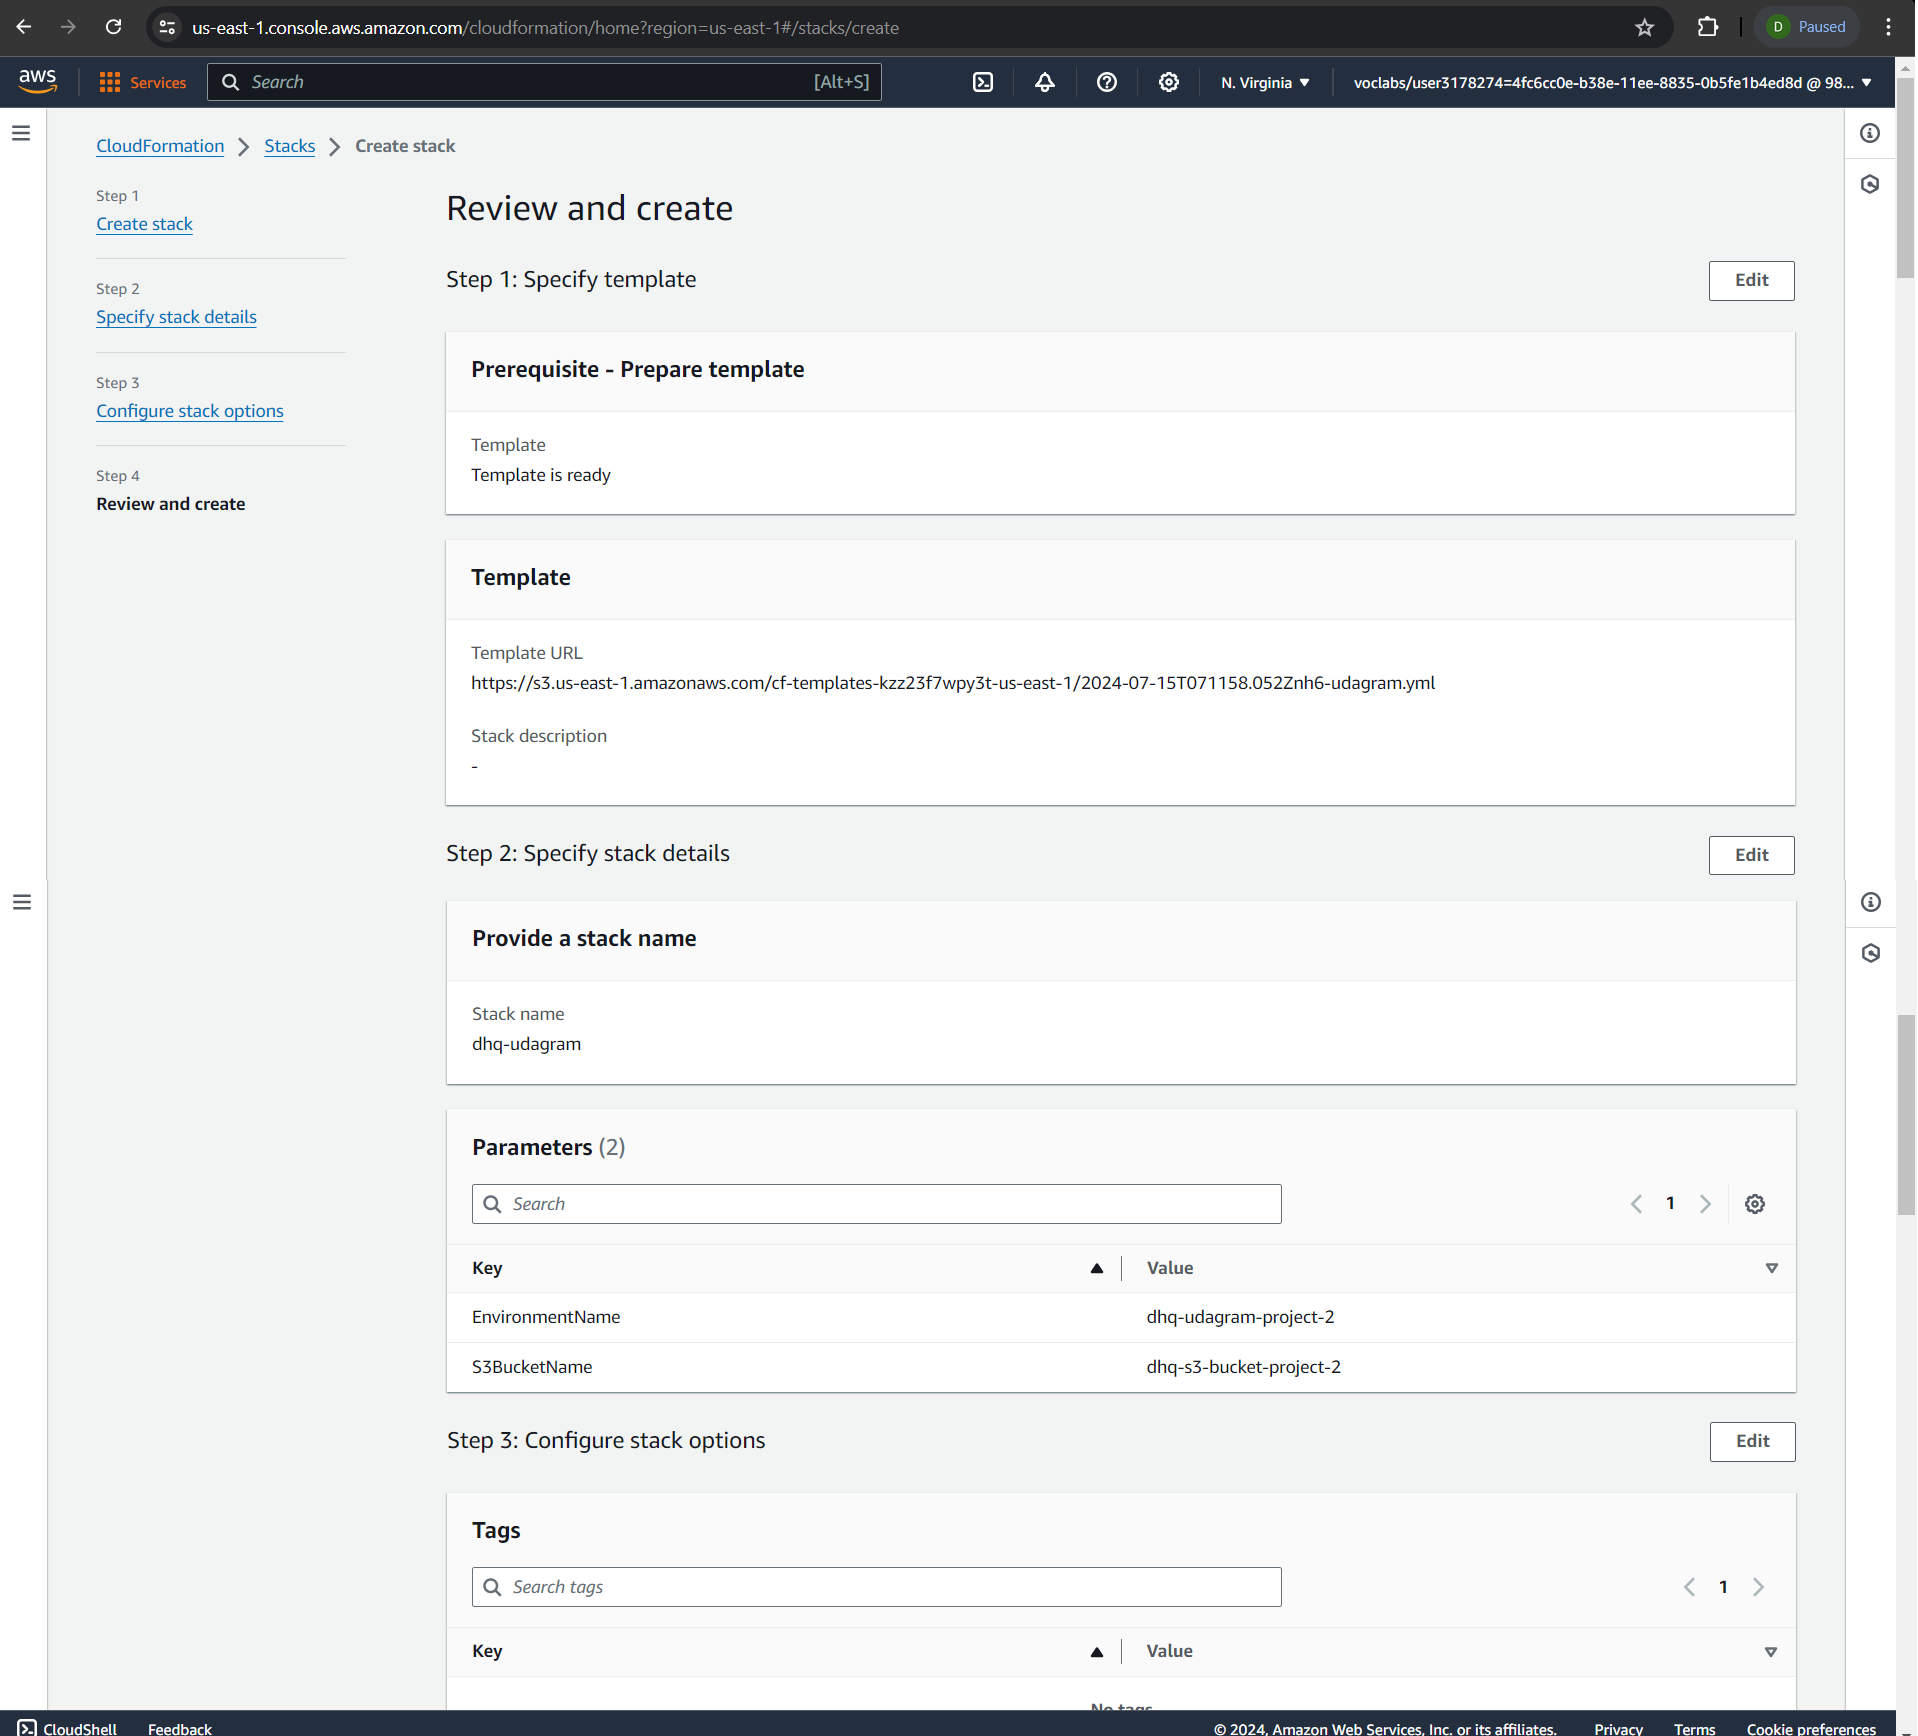 us-east-1.console.aws.amazon.com/cloudformation/home?region=us-east-1#/stacks/create
D Paused
aws Services Search [Alt+S] N. Virginia voclabs/user3178274=4fc6cc0e-b38e-11ee-8835-0b5fe1b4ed8d @ 98...
CloudFormation Stacks Create stack
Step 1
Create stack
Step 2
Specify stack details
Step 3
Configure stack options
Step 4
Review and create
Review and create
Step 1: Specify template Edit
Prerequisite - Prepare template
Template
Template is ready
Template
Template URL
https://s3.us-east-1.amazonaws.com/cf-templates-kzz23f7wpy3t-us-east-1/2024-07-15T071158.052Znh6-udagram.yml
Stack description
-
Step 2: Specify stack details Edit
Provide a stack name
Stack name
dhq-udagram
Parameters (2)
Search 1
Key Value
EnvironmentName dhq-udagram-project-2
S3BucketName dhq-s3-bucket-project-2
Step 3: Configure stack options Edit
Tags
Search tags 1
Key Value
No tags
CloudShell Feedback © 2024, Amazon Web Services, Inc. or its affiliates. Privacy Terms Cookie preferences